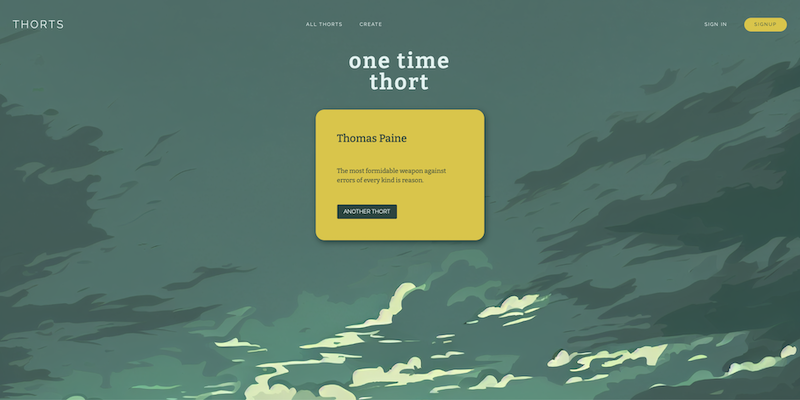 THORTS
ALL THORTS
CREATE
SIGN IN
SIGNUP
one time
thort
Thomas Paine
The most formidable weapon against
errors of every kind is reason.
ANOTHER THORT